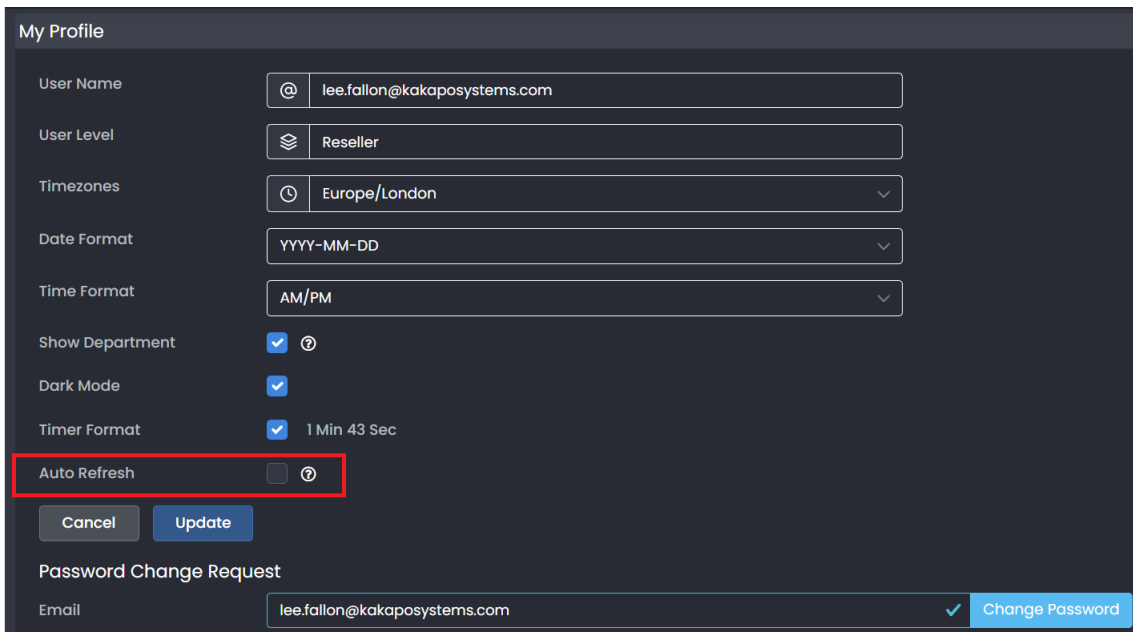 My Profile
User Name
@ lee.fallon@kakaposystems.com
User Level
Reseller
Timezones
Europe/London
Date Format
YYYY-MM-DD
Time Format
AM/PM
Show Department
Dark Mode
Timer Format
1 Min 43 Sec
Auto Refresh
Cancel Update
Password Change Request
Email
lee.fallon@kakaposystems.com
Change Password